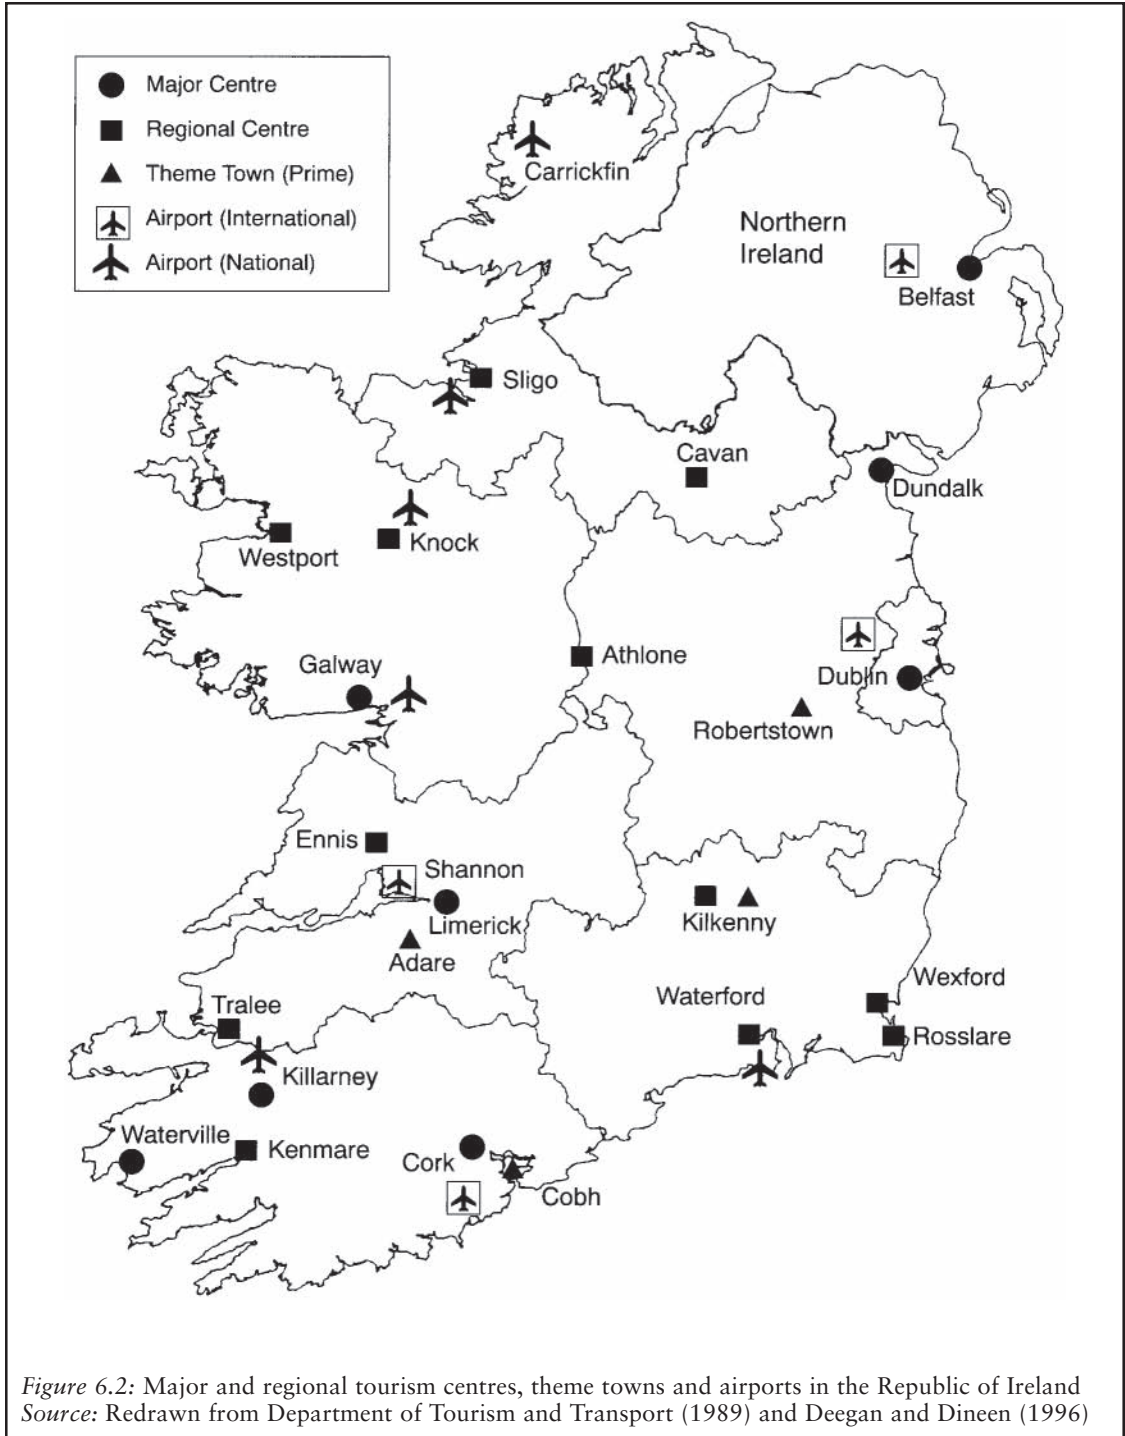 Major Centre
Regional Centre
Theme Town (Prime)
Airport (International)
Airport (National)
Carrickfin
Northern
Ireland
Belfast
Sligo
Cavan
Dundalk
Knock
Westport
Athlone
Galway
Dublin
Robertstown
Ennis
Shannon
Limerick
Kilkenny
Adare
Wexford
Waterford
Tralee
Rosslare
Killarney
Waterville
Kenmare
Cork
Cobh
Figure 6.2: Major and regional tourism centres, theme towns and airports in the Republic of Ireland
Source: Redrawn from Department of Tourism and Transport (1989) and Deegan and Dineen (1996)